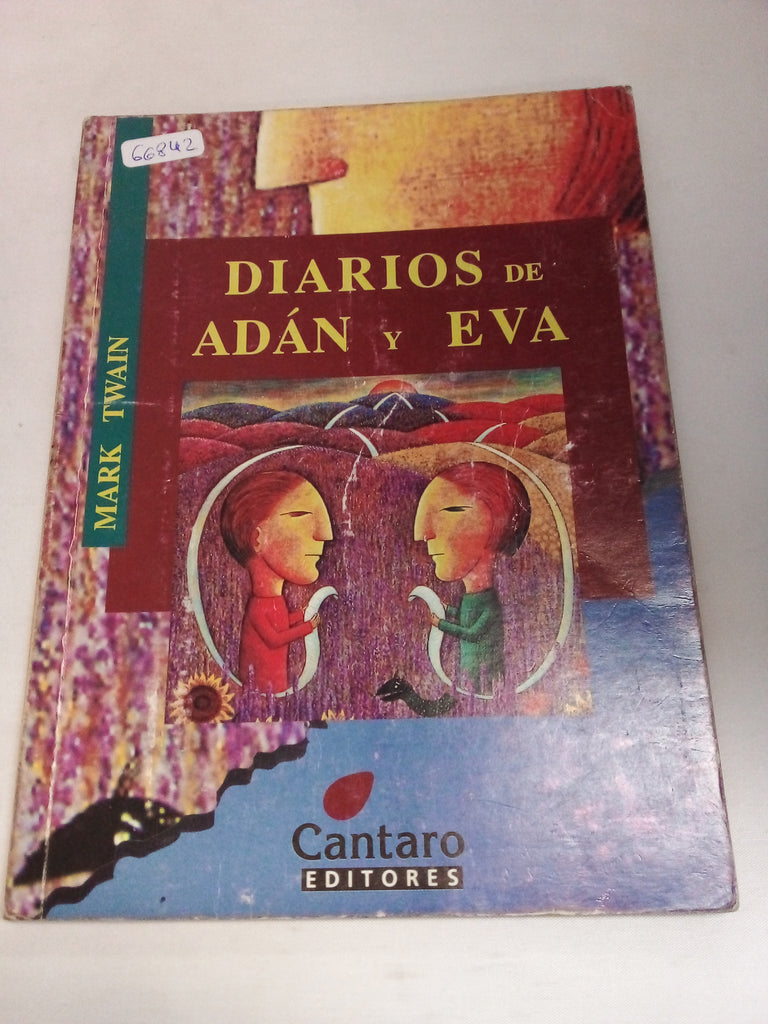 66842
DIARIOS DE
ADÁN Y EVA
MARK TWAIN
Cantaro
EDITORES